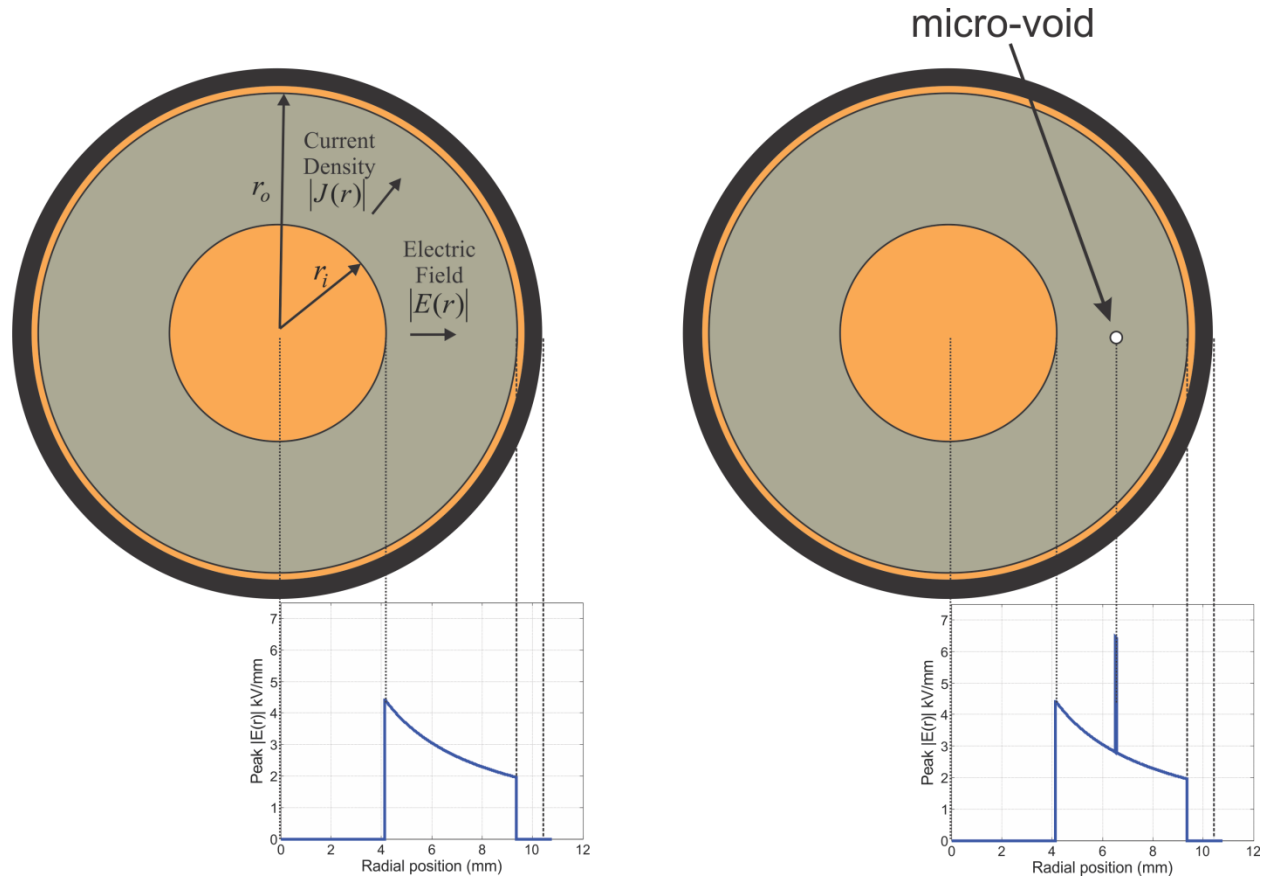 micro-void
Current
Density
|J(r)|
r_o
r_i
Electric
Field
|E(r)|
7
6
5
4
3
2
1
0
Peak |E(r)| kV/mm
0 2 4 6 8 10 12
Radial position (mm)
7
6
5
4
3
2
1
0
Peak |E(r)| kV/mm
0 2 4 6 8 10 12
Radial position (mm)